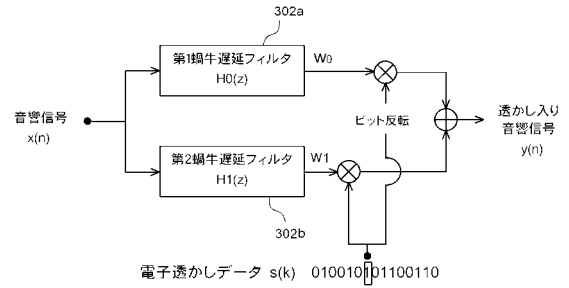 302a
第1蝸牛遅延フィルタ
H0(z)
W0
音響信号
x(n)
ビット反転
透かし入り
音響信号
y(n)
第2蝸牛遅延フィルタ
H1(z)
W1
302b
電子透かしデータ s(k) 010010101100110